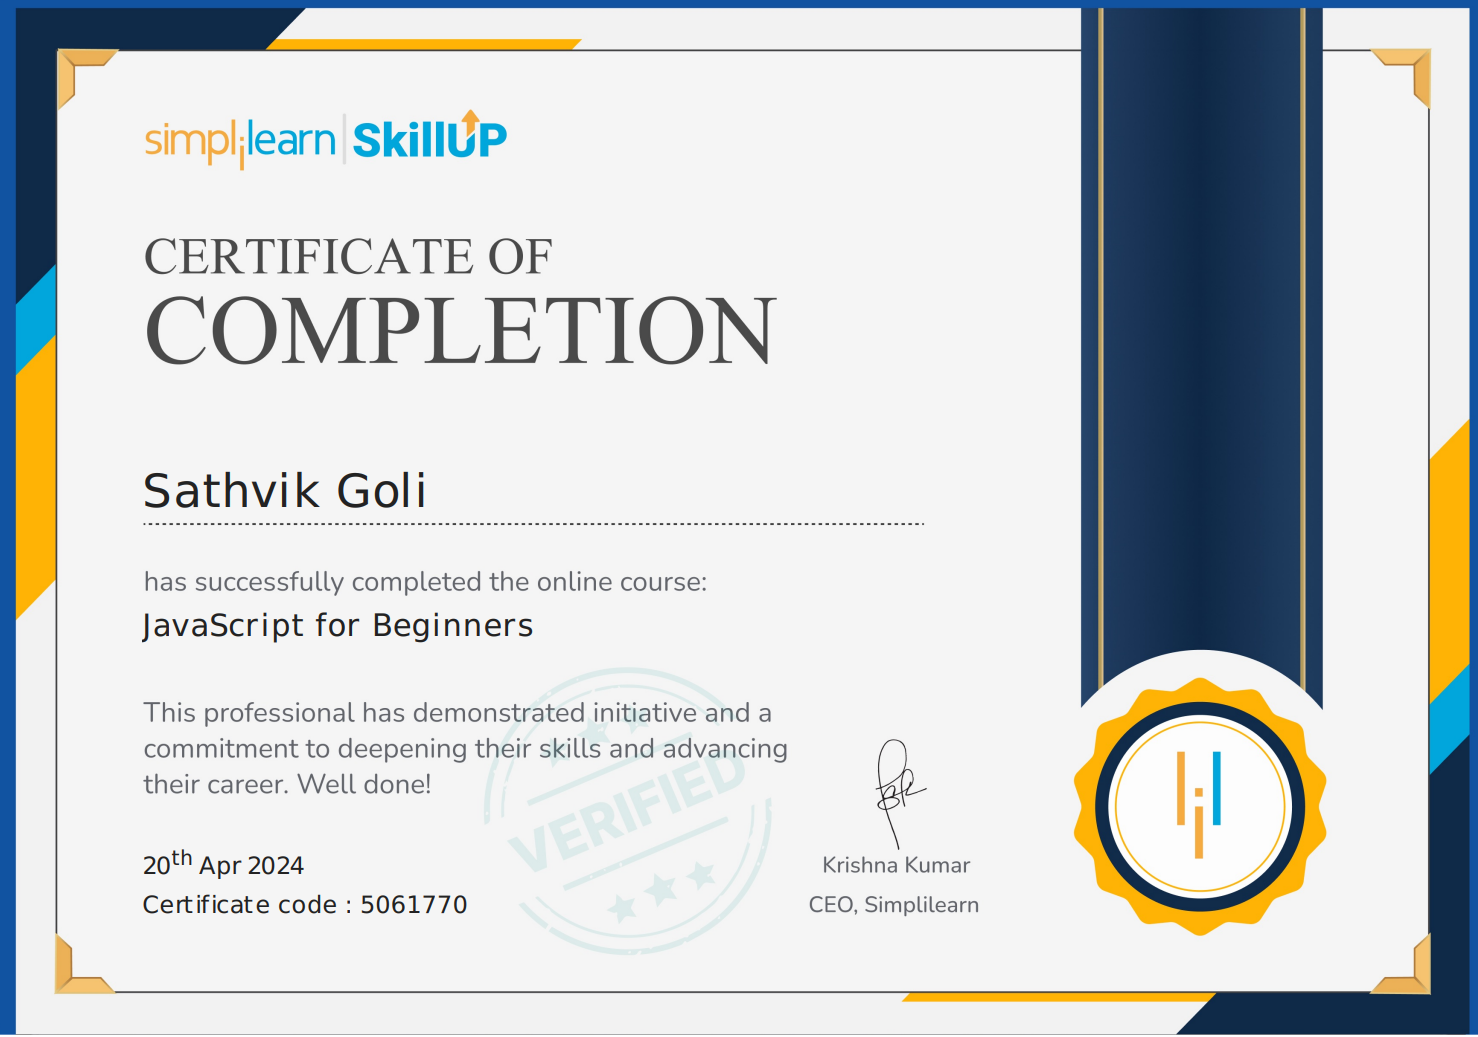 simplilearn | SkillUP
CERTIFICATE OF
COMPLETION
Sathvik Goli
has successfully completed the online course:
JavaScript for Beginners
This professional has demonstrated initiative and a
commitment to deepening their skills and advancing
their career. Well done!
VERIFIED
20th Apr 2024
Certificate code : 5061770
Krishna Kumar
CEO, Simplilearn